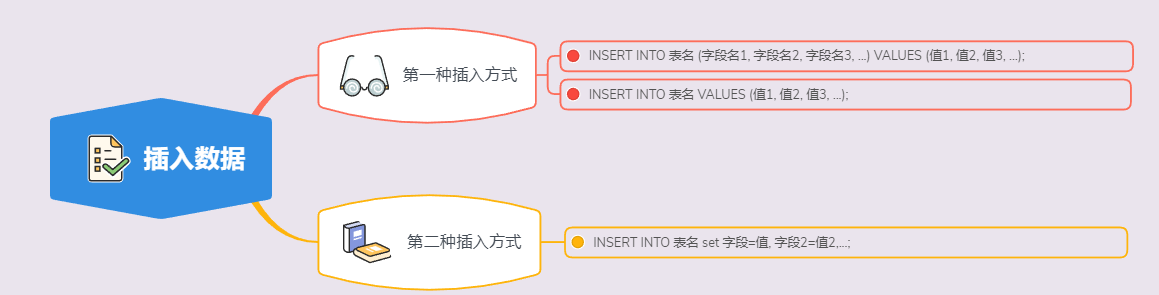 插入数据
第一种插入方式
INSERT INTO 表名 (字段名1, 字段名2, 字段名3, ...) VALUES (值1, 值2, 值3, ...);
INSERT INTO 表名 VALUES (值1, 值2, 值3, ...);
第二种插入方式
INSERT INTO 表名 set 字段=值, 字段2=值2,...;